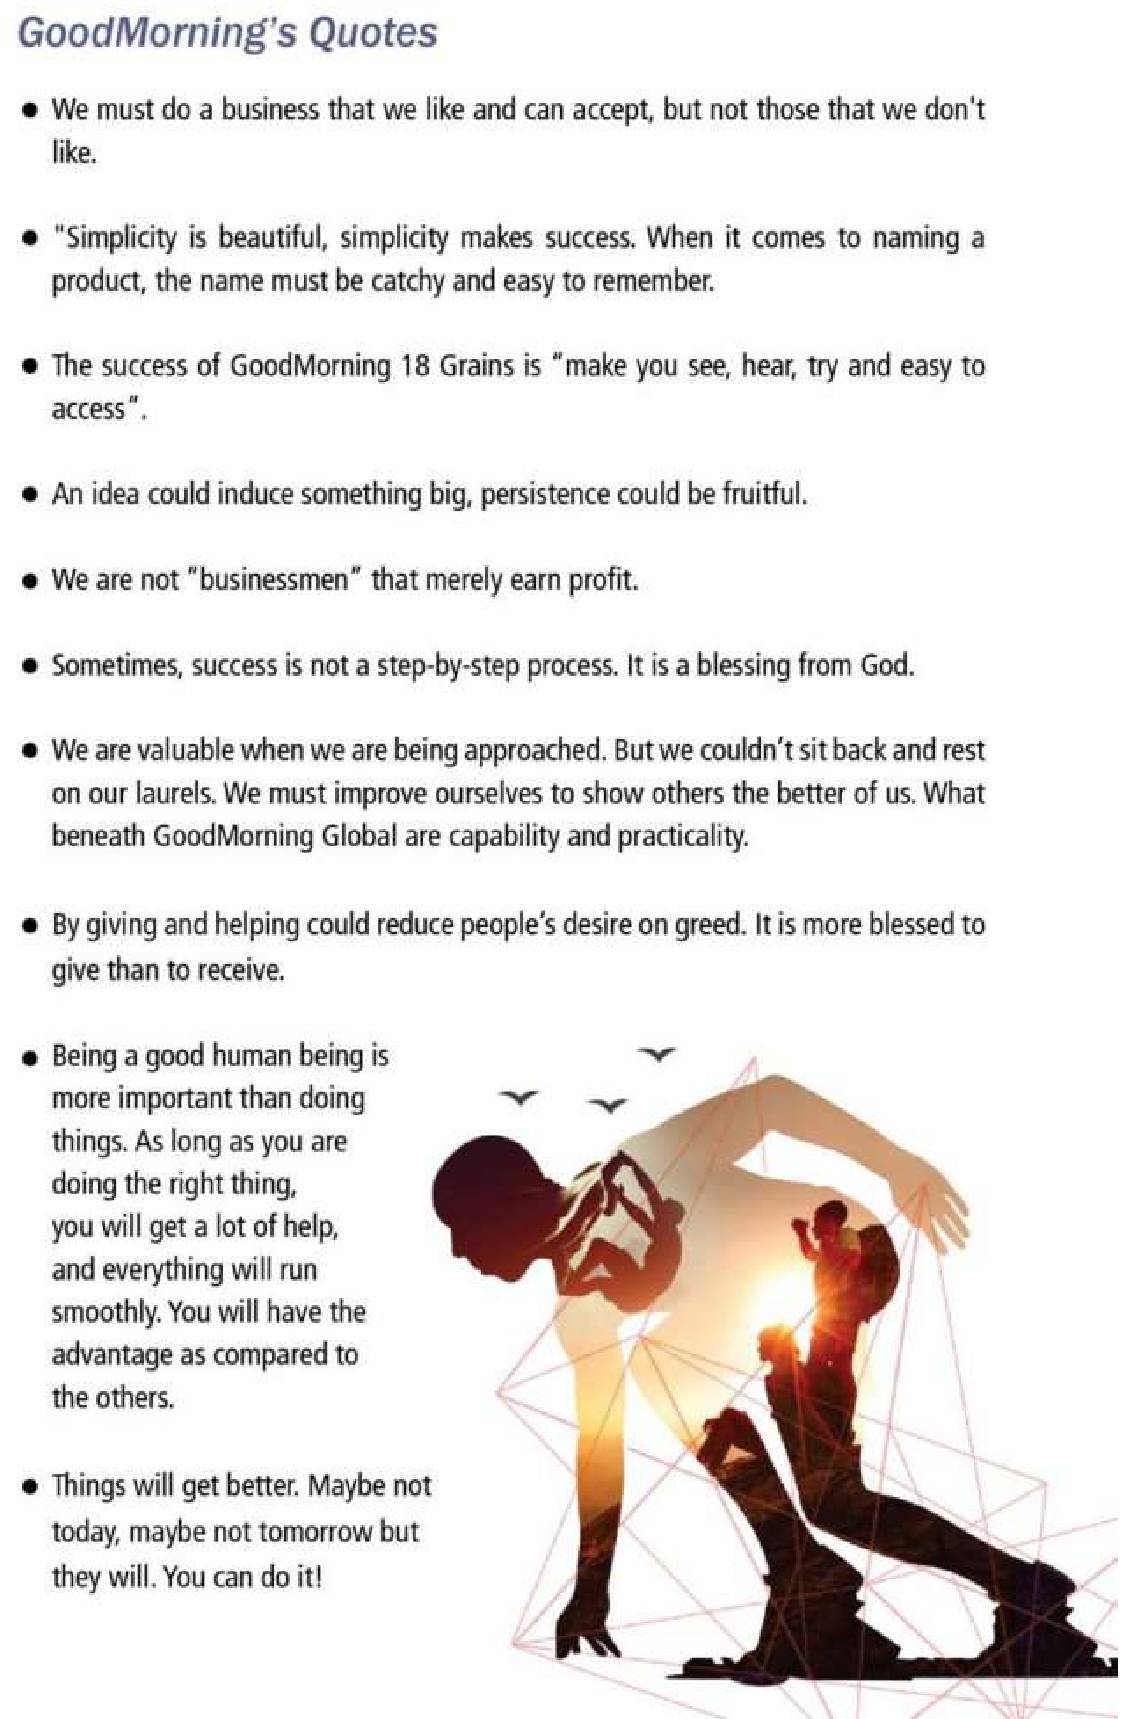 GoodMorning's Quotes
● We must do a business that we like and can accept, but not those that we don't
like.
● "Simplicity is beautiful, simplicity makes success. When it comes to naming a
product, the name must be catchy and easy to remember.
● The success of GoodMorning 18 Grains is "make you see, hear, try and easy to
access".
● An idea could induce something big, persistence could be fruitful.
● We are not "businessmen" that merely earn profit.
● Sometimes, success is not a step-by-step process. It is a blessing from God.
● We are valuable when we are being approached. But we couldn't sit back and rest
on our laurels. We must improve ourselves to show others the better of us. What
beneath GoodMorning Global are capability and practicality.
● By giving and helping could reduce people's desire on greed. It is more blessed to
give than to receive.
● Being a good human being is
more important than doing
things. As long as you are
doing the right thing,
you will get a lot of help,
and everything will run
smoothly. You will have the
advantage as compared to
the others.
● Things will get better. Maybe not
today, maybe not tomorrow but
they will. You can do it!